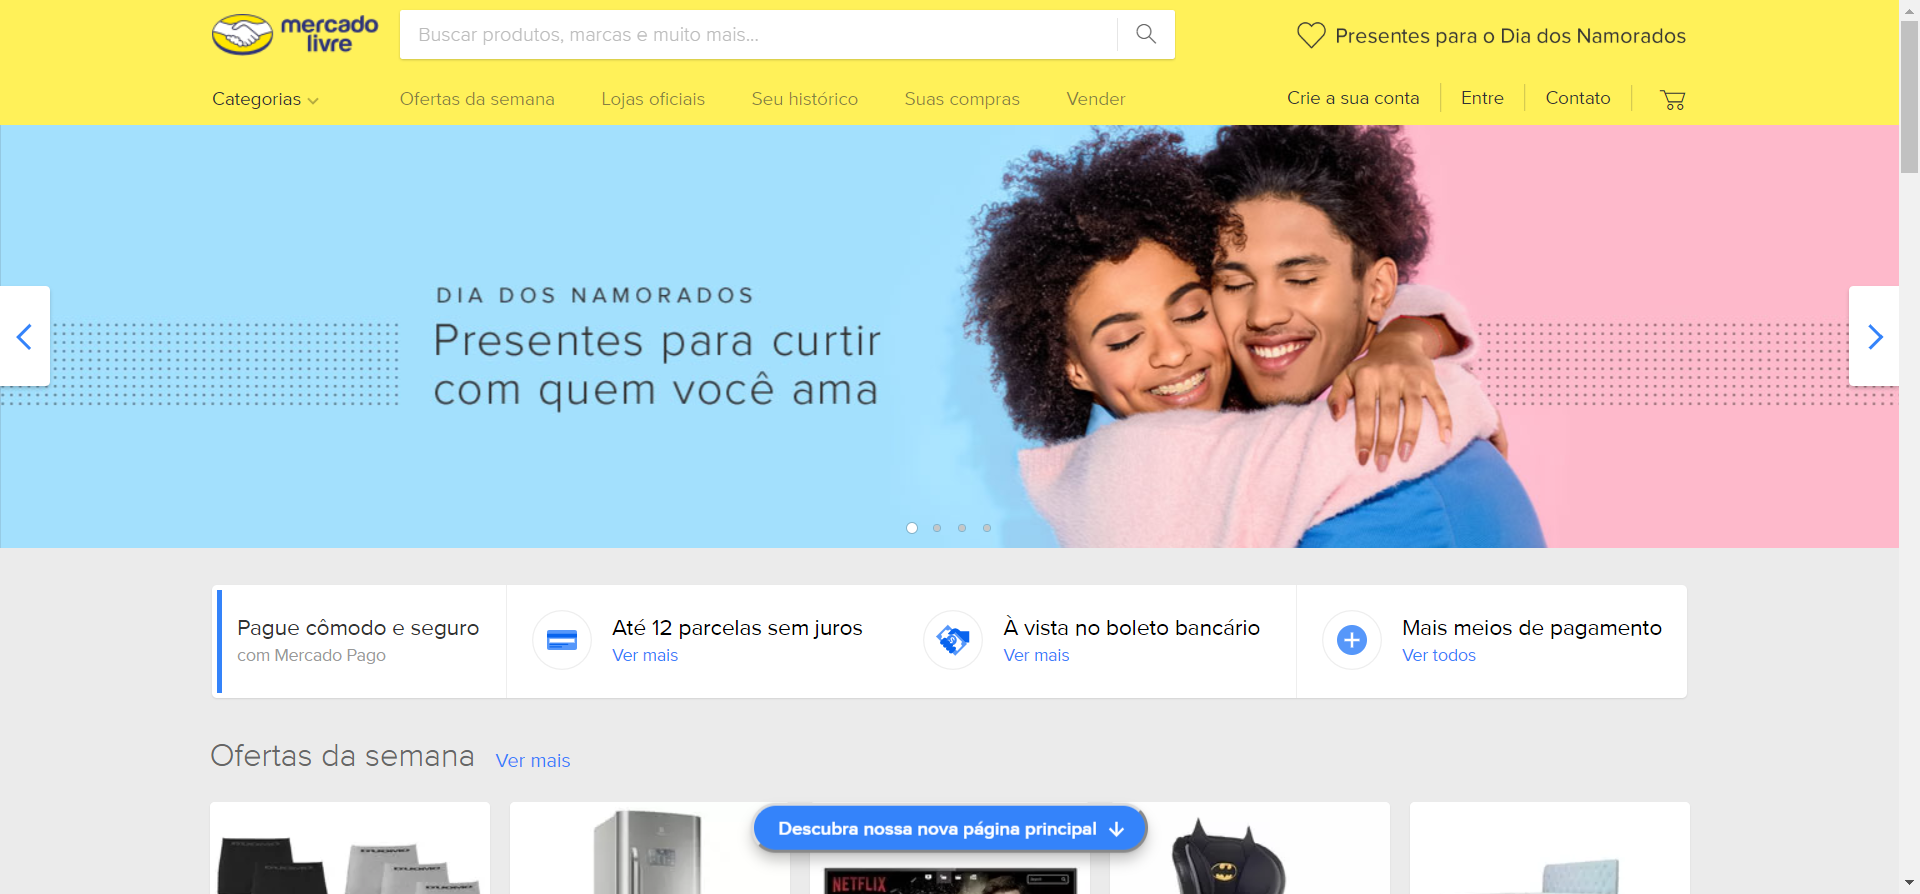 mercado
livre
Buscar produtos, marcas e muito mais...
Presentes para o Dia dos Namorados
Categorias
Ofertas da semana
Lojas oficiais
Seu histórico
Suas compras
Vender
Crie a sua conta
Entre
Contato
DIA DOS NAMORADOS
Presentes para curtir
com quem você ama
Pague cômodo e seguro
com Mercado Pago
Até 12 parcelas sem juros
Ver mais
À vista no boleto bancário
Ver mais
Mais meios de pagamento
Ver todos
Ofertas da semana
Ver mais
Descubra nossa nova página principal
NETFLIX